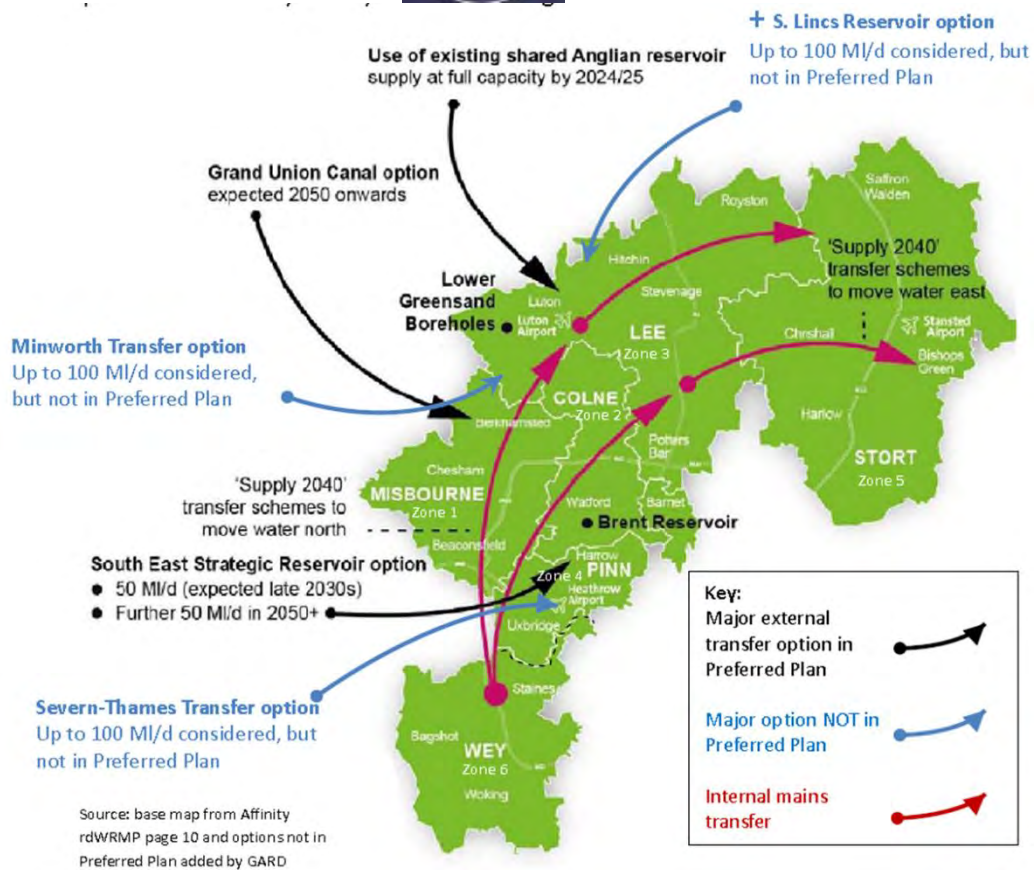 + S. Lincs Reservoir option
Up to 100 Ml/d considered, but
not in Preferred Plan
Use of existing shared Anglian reservoir
supply at full capacity by 2024/25
Grand Union Canal option
expected 2050 onwards
Saffron
Walden
Royston
'Supply 2040'
transfer schemes
to move water east
Hitchin
Lower
Greensand
Boreholes
Luton
Luton
Airport
Stevenage
LEE
Zone 3
Chrishall
Stansted
Airport
Bishops
Green
Minworth Transfer option
Up to 100 Ml/d considered,
but not in Preferred Plan
COLNE
Zone 2
Berkhamsted
Harlow
Potters
Bar
STORT
Zone 5
Chesham
MISBOURNE
Zone 1
'Supply 2040'
transfer schemes to
move water north
Watford
Barnet
Brent Reservoir
Beaconsfield
South East Strategic Reservoir option
● 50 Ml/d (expected late 2030s)
● Further 50 Ml/d in 2050+
Harrow
PINN
Zone 4
Heathrow
Airport
Uxbridge
Severn-Thames Transfer option
Up to 100 Ml/d considered, but
not in Preferred Plan
Staines
Bagshot
WEY
Zone 6
Woking
Key:
Major external
transfer option in
Preferred Plan
Major option NOT in
Preferred Plan
Internal mains
transfer
Source: base map from Affinity
rdWRMP page 10 and options not in
Preferred Plan added by GARD